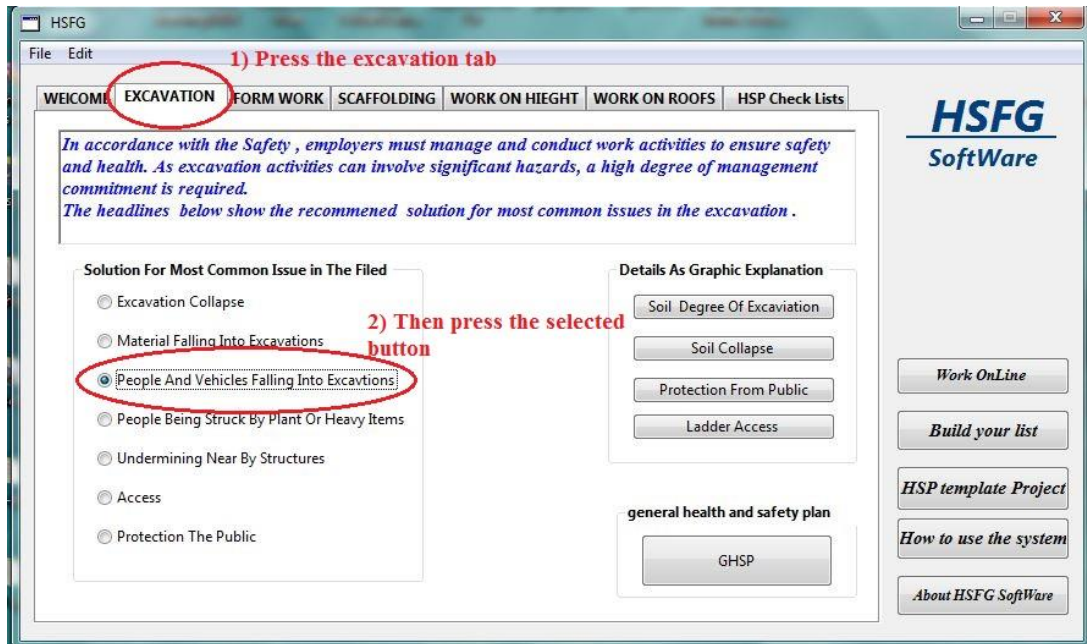 HSFG
File Edit
1) Press the excavation tab
WEICOME EXCAVATION FORM WORK SCAFFOLDING WORK ON HIEGHT WORK ON ROOFS HSP Check Lists
HSFG
SoftWare
In accordance with the Safety , employers must manage and conduct work activities to ensure safety
and health. As excavation activities can involve significant hazards, a high degree of management
commitment is required.
The headlines below show the recommened solution for most common issues in the excavation .
Solution For Most Common Issue in The Filed
Excavation Collapse
Material Falling Into Excavations
2) Then press the selected
button
People And Vehicles Falling Into Excavtions
People Being Struck By Plant Or Heavy Items
Undermining Near By Structures
Access
Protection The Public
Details As Graphic Explanation
Soil Degree Of Excaviation
Soil Collapse
Protection From Public
Ladder Access
general health and safety plan
GHSP
Work OnLine
Build your list
HSP template Project
How to use the system
About HSFG SoftWare